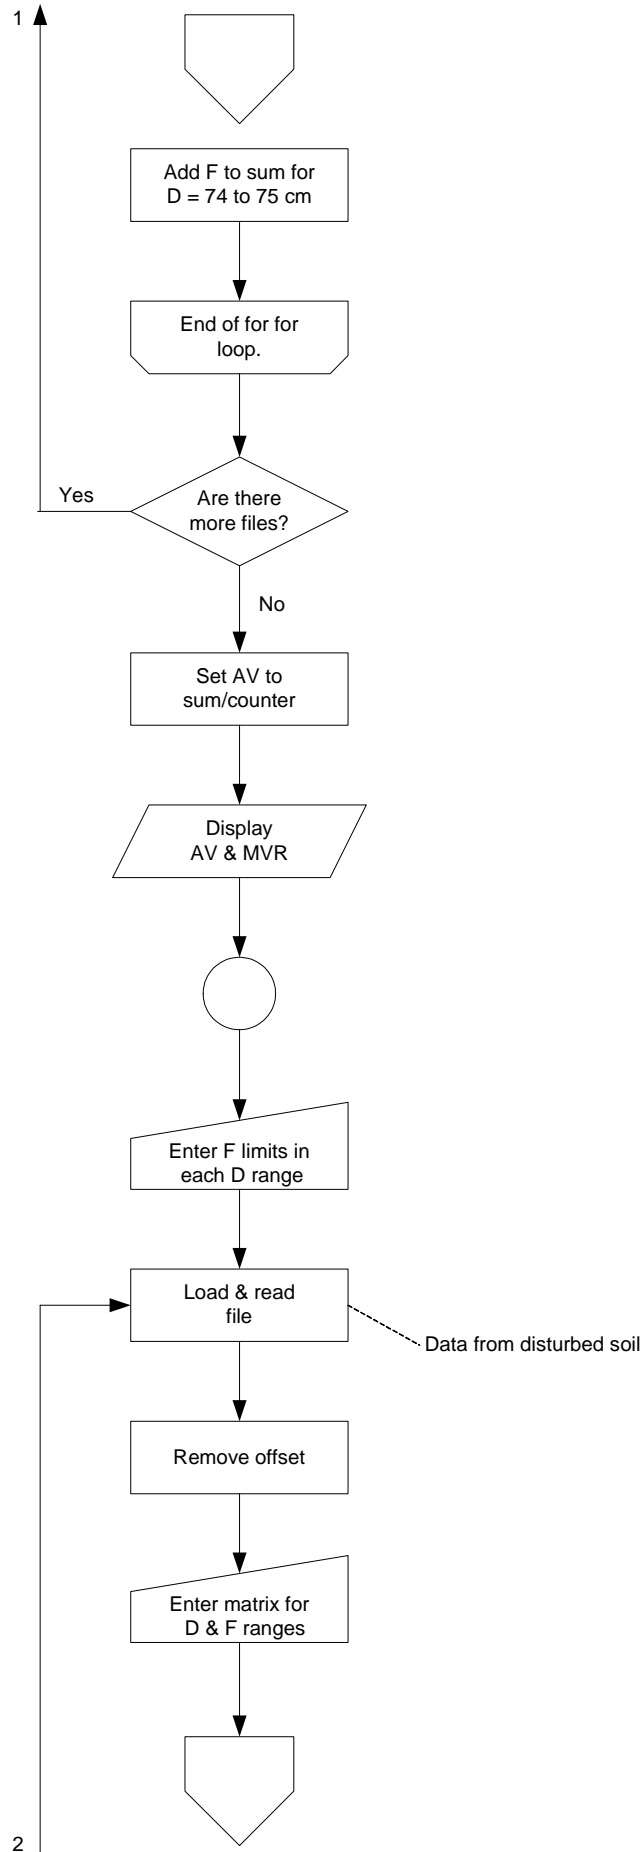 1
Add F to sum for
D = 74 to 75 cm
End of for for
loop.
Yes
Are there
more files?
No
Set AV to
sum/counter
Display
AV & MVR
Enter F limits in
each D range
Load & read
file
Data from disturbed soil
Remove offset
Enter matrix for
D & F ranges
2